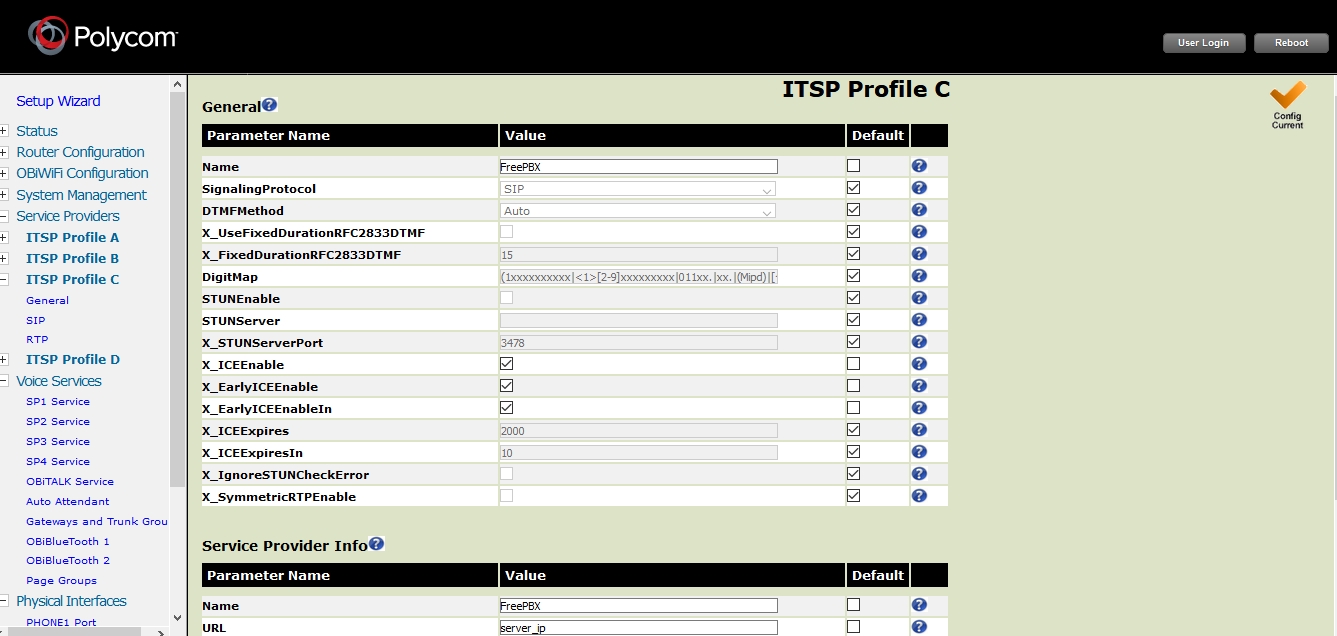 Polycom
User Login Reboot
Setup Wizard
Status
Router Configuration
OBiWiFi Configuration
System Management
Service Providers
ITSP Profile A
ITSP Profile B
ITSP Profile C
General
SIP
RTP
ITSP Profile D
Voice Services
SP1 Service
SP2 Service
SP3 Service
SP4 Service
OBiTALK Service
Auto Attendant
Gateways and Trunk Grou
OBiBlueTooth 1
OBiBlueTooth 2
Page Groups
Physical Interfaces
PHONE1 Port
ITSP Profile C
Config
Current
General
Parameter Name Value Default
Name FreePBX
SignalingProtocol SIP
DTMFMethod Auto
X_UseFixedDurationRFC2833DTMF
X_FixedDurationRFC2833DTMF 15
DigitMap (1xxxxxxxxxx|<1>[2-9]xxxxxxxxx|011xx.|xx.|(Mipd)|[
STUNEnable
STUNServer
X_STUNServerPort 3478
X_ICEEnable
X_EarlyICEEnable
X_EarlyICEEnableIn
X_ICEExpires 2000
X_ICEExpiresIn 10
X_IgnoreSTUNCheckError
X_SymmetricRTPEnable
Service Provider Info
Parameter Name Value Default
Name FreePBX
URL server_ip